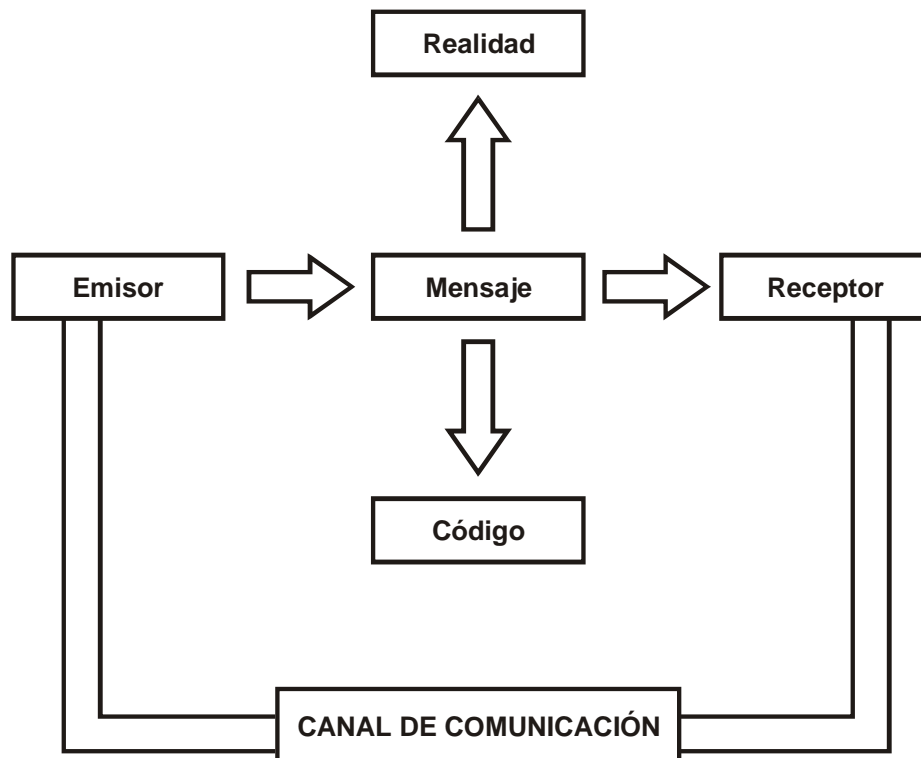 Realidad
Emisor
Mensaje
Receptor
Código
CANAL DE COMUNICACIÓN